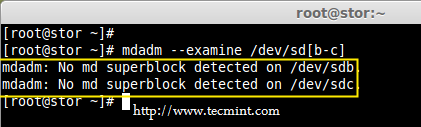 root@stor:~
[root@stor ~]#
[root@stor ~]# mdadm --examine /dev/sd[b-c]
mdadm: No md superblock detected on /dev/sdb.
mdadm: No md superblock detected on /dev/sdc.
[root@stor ~]#
http://www.tecmint.com